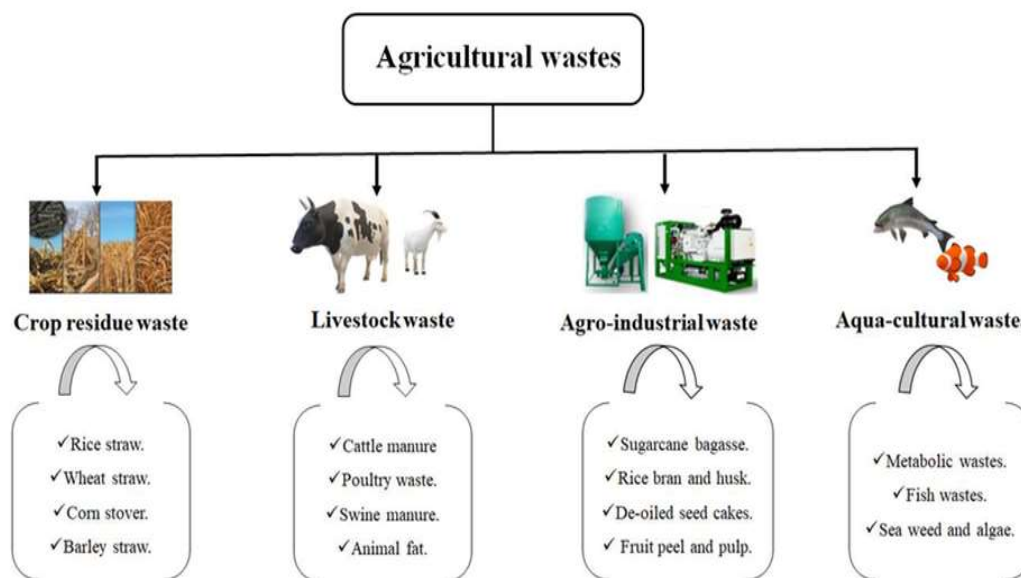 Agricultural wastes
Crop residue waste
Livestock waste
Agro-industrial waste
Aqua-cultural waste
✓Rice straw.
✓Wheat straw.
✓Corn stover.
✓Barley straw.
✓Cattle manure
✓Poultry waste.
✓Swine manure.
✓Animal fat.
✓Sugarcane bagasse.
✓Rice bran and husk.
✓De-oiled seed cakes.
✓ Fruit peel and pulp.
✓Metabolic wastes.
✓Fish wastes.
✓Sea weed and algae.